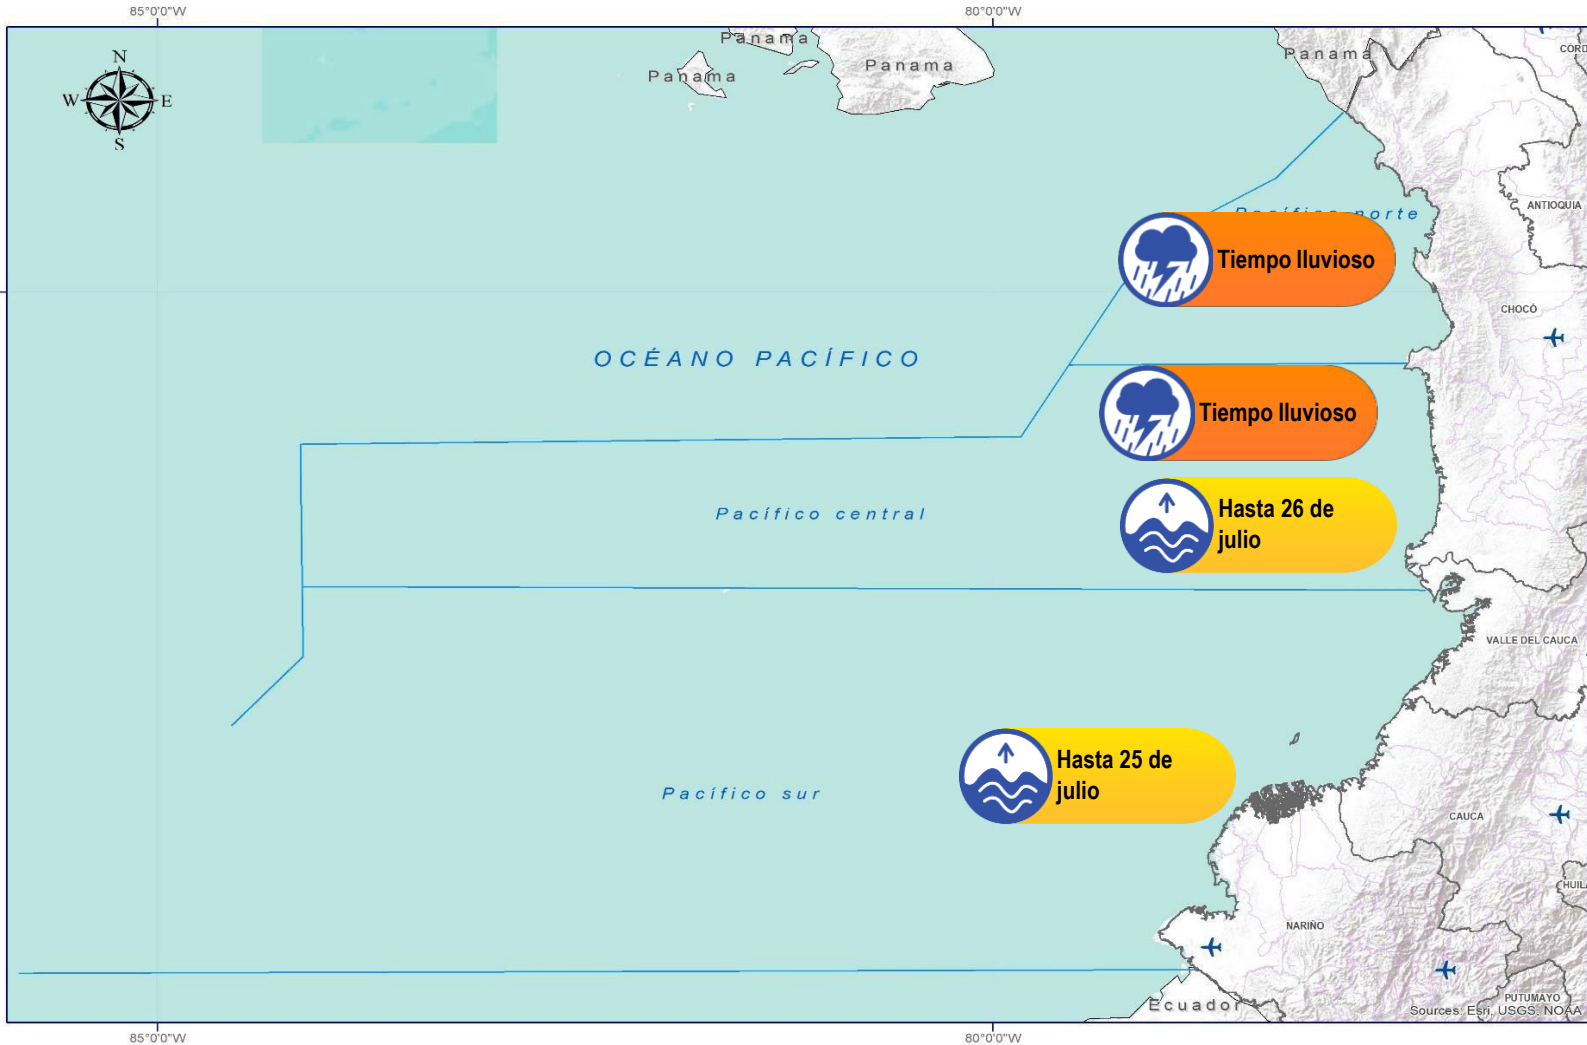 85°0'0"W
80°0'0"W
N
W
E
S
Panama
Panama
Panama
Panama
CORD
ANTIOQUIA
Pacífico norte
Tiempo lluvioso
CHOCÓ
OCÉANO PACÍFICO
Tiempo lluvioso
Pacífico central
Hasta 26 de
julio
VALLE DEL CAUCA
Hasta 25 de
julio
Pacífico sur
CAUCA
HUILA
NARIÑO
PUTUMAYO
Ecuador
Sources: Esri, USGS, NOAA
85°0'0"W
80°0'0"W